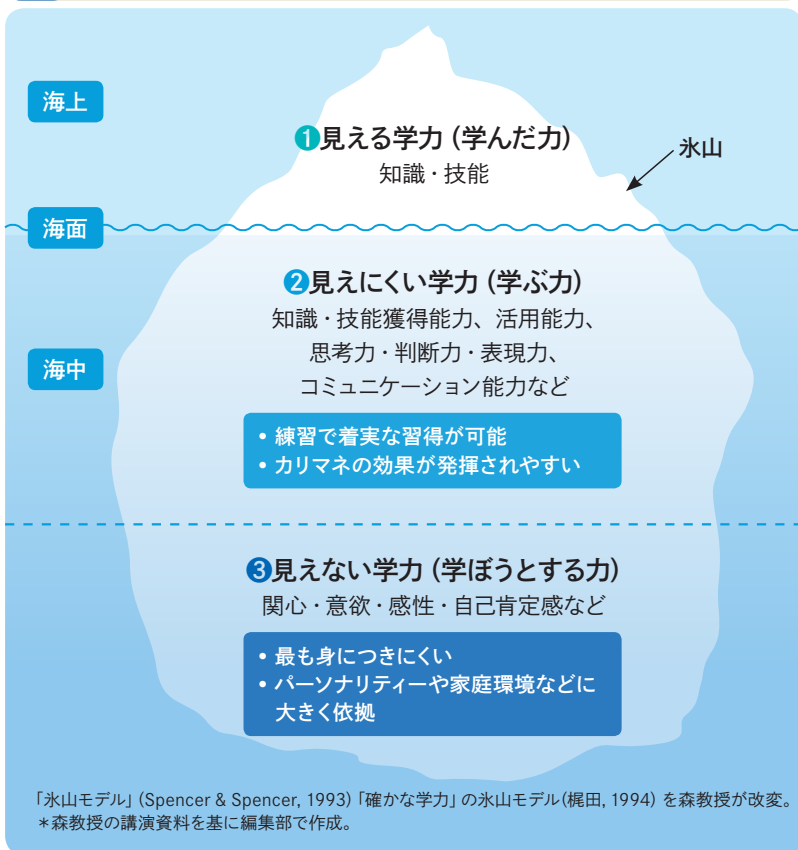 海上
❶見える学力（学んだ力）
知識・技能
氷山
海面
❷見えにくい学力（学ぶ力）
知識・技能獲得能力、活用能力、
思考力・判断力・表現力、
コミュニケーション能力など
海中
• 練習で着実な習得が可能
• カリマネの効果が発揮されやすい
❸見えない学力（学ぼうとする力）
関心・意欲・感性・自己肯定感など
• 最も身につきにくい
• パーソナリティーや家庭環境などに
大きく依拠
「氷山モデル」（Spencer & Spencer, 1993）「確かな学力」の氷山モデル（梶田, 1994）を森教授が改変。
＊森教授の講演資料を基に編集部で作成。